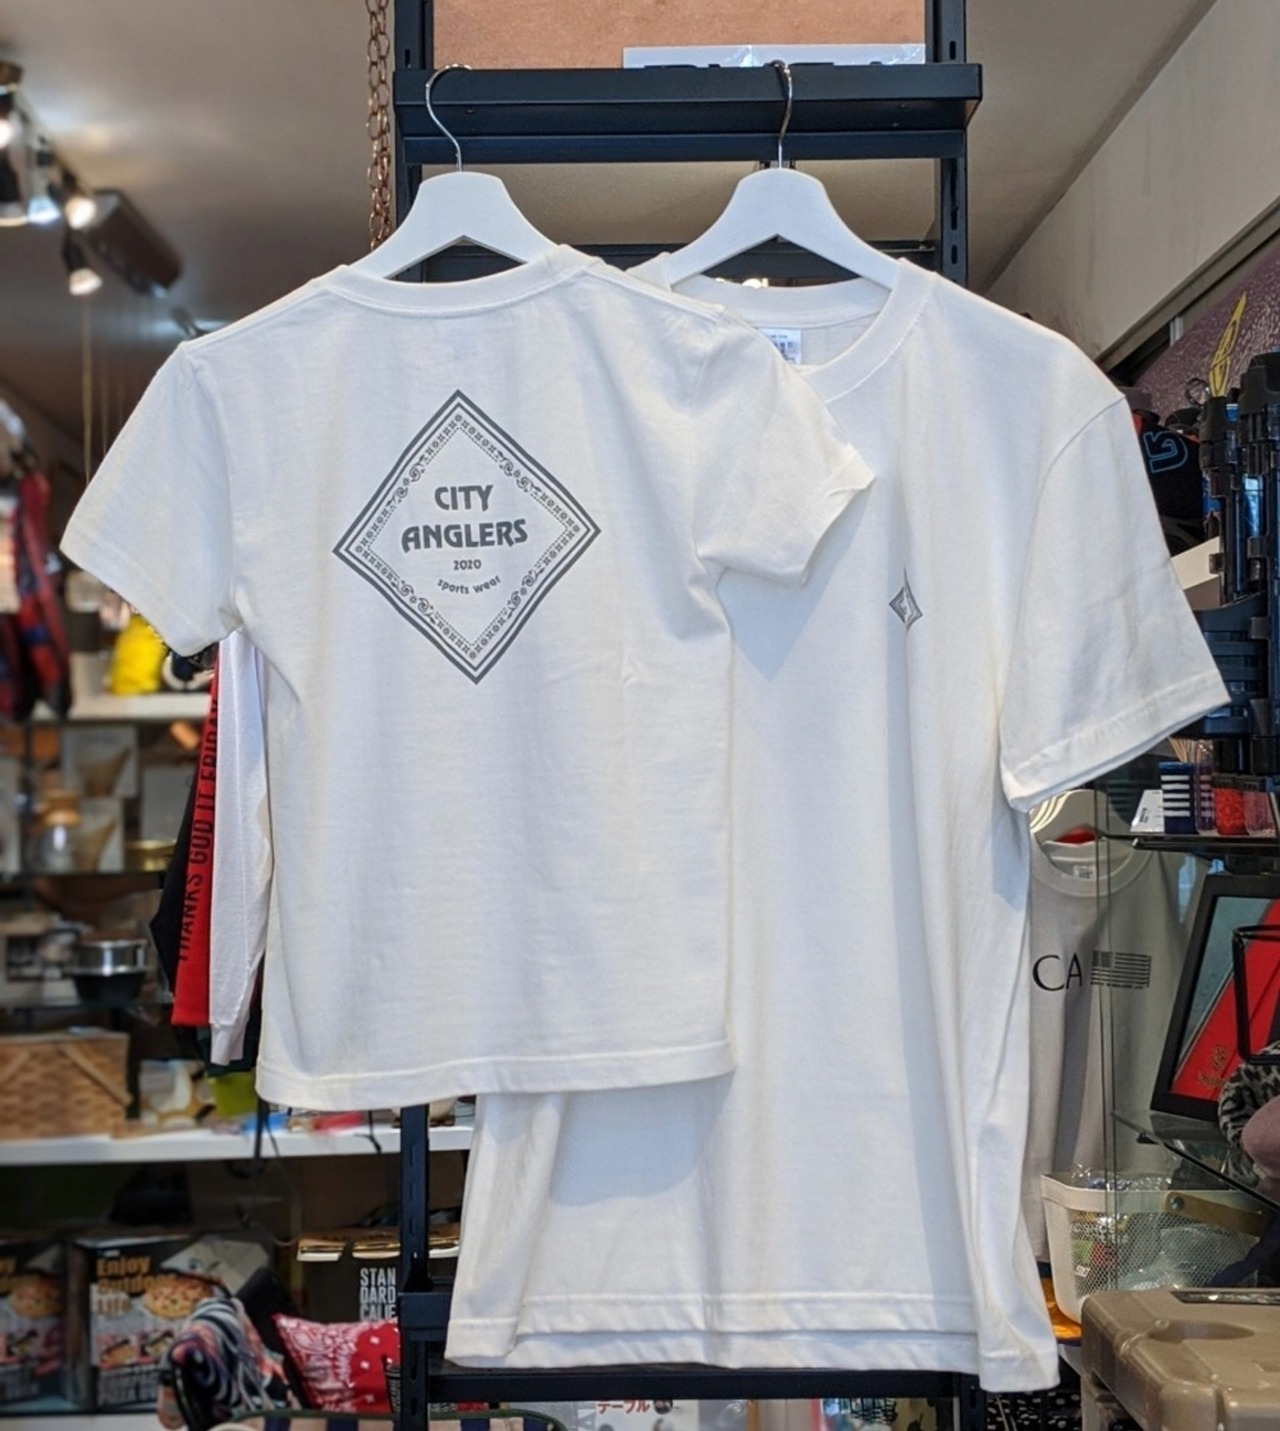 CITY
ANGLERS
2020
sports wear
THANKS GOD IT FRIDAY
CA
Enjoy
Outdoor
Life
STAN
DARD
CALIF
テーブル